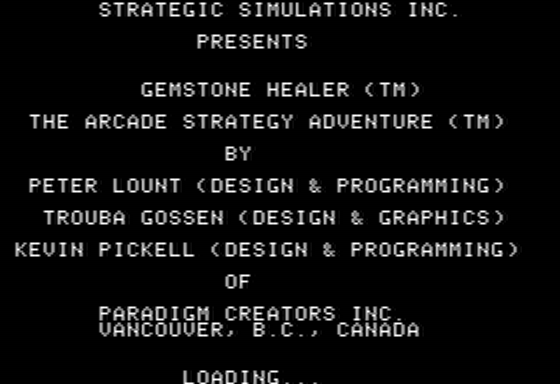 STRATEGIC SIMULATIONS INC.
PRESENTS
GEMSTONE HEALER (TM)
THE ARCADE STRATEGY ADVENTURE (TM)
BY
PETER LOUNT (DESIGN & PROGRAMMING)
TROUBA GOSSEN (DESIGN & GRAPHICS)
KEVIN PICKELL (DESIGN & PROGRAMMING)
OF
PARADIGM CREATORS INC.
VANCOUVER, B.C., CANADA
LOADING...